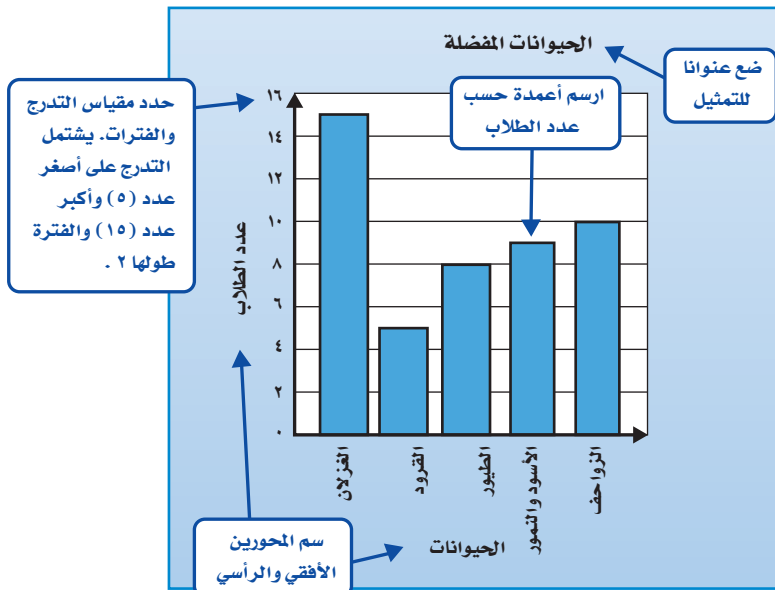 الحيوانات المفضلة
ضع عنوانا
للتمثيل
ارسم أعمدة حسب
عدد الطلاب
حدد مقياس التدرج
والفترات. يشتمل
التدرج على أصغر
عدد (٥) وأكبر
عدد (١٥) والفترة
طولها ٢ .
١٦
١٤
١٢
١٠
٨
٦
٤
٢
٠
عدد الطلاب
الغزلان
القرود
الطيور
الأسود والنمور
الزواحف
الحيوانات
سم المحورين
الأفقي والرأسي